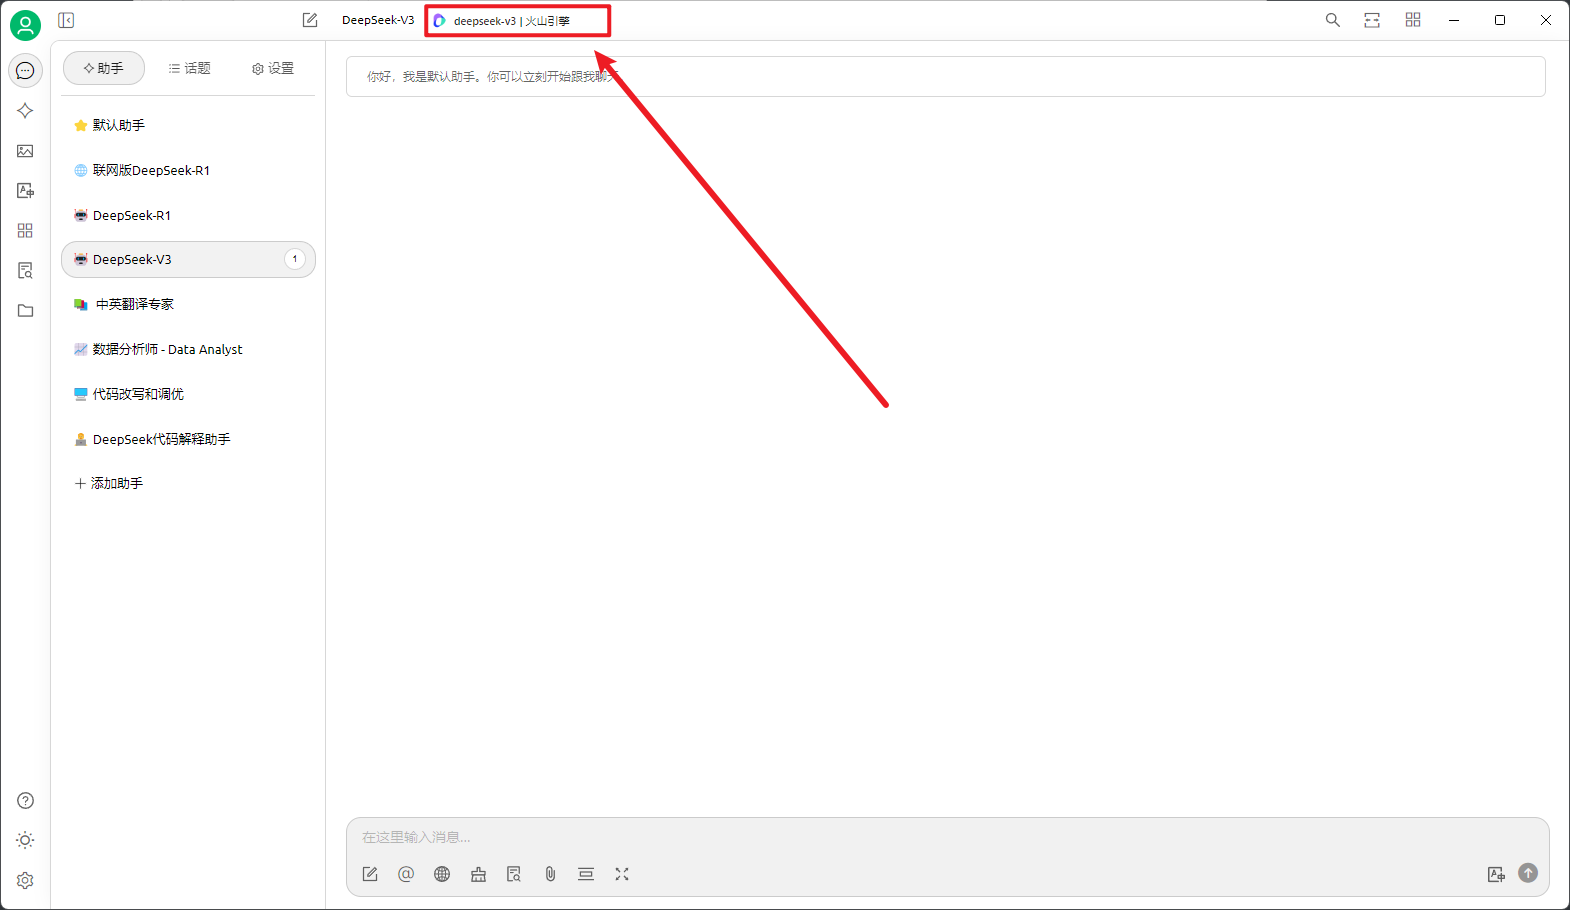 DeepSeek-V3
deepseek-v3 | 火山引擎
助手
话题
设置
你好，我是默认助手。你可以立刻开始跟我聊天
默认助手
联网版DeepSeek-R1
DeepSeek-R1
DeepSeek-V3
1
中英翻译专家
数据分析师 - Data Analyst
代码改写和调优
DeepSeek代码解释助手
添加助手
在这里输入消息...